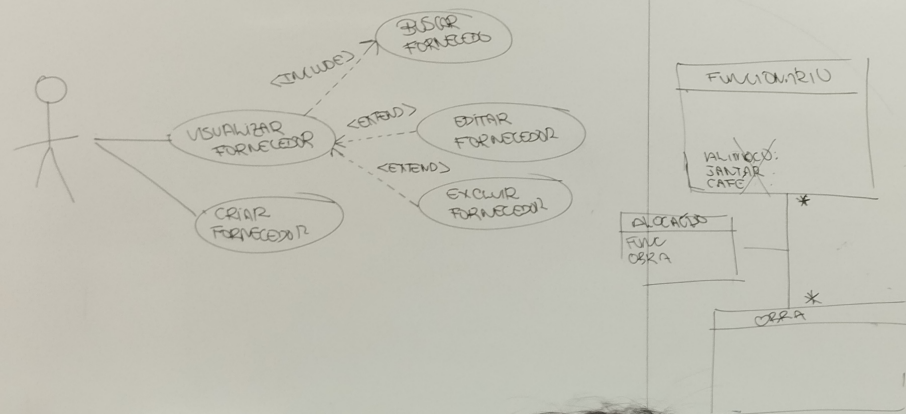 BUSCAR
FORNECEDO
<INCLUDE>
VISUALIZAR
FORNECEDOR
<EXTEND>
EDITAR
FORNECEDOR
<EXTEND>
EXCLUIR
FORNECEDOR
CRIAR
FORNECEDOR
FUNCIONÁRIO
ALMOÇO:
JANTAR
CAFE
*
ALOCAÇÃO
FUNC
OBRA
*
OBRA